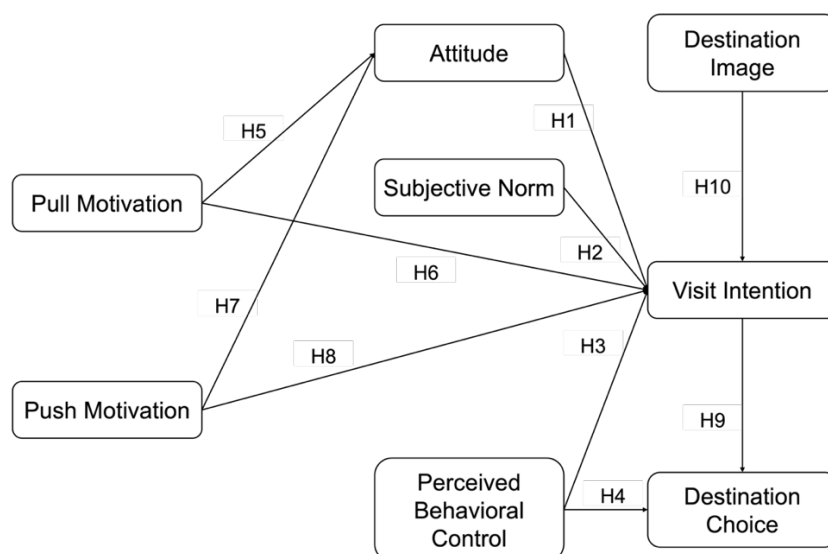 Attitude
Destination
Image
H1
H5
Subjective Norm
H10
Pull Motivation
H2
H6
Visit Intention
H7
H3
H8
Push Motivation
H9
Perceived
Behavioral
Control
H4
Destination
Choice